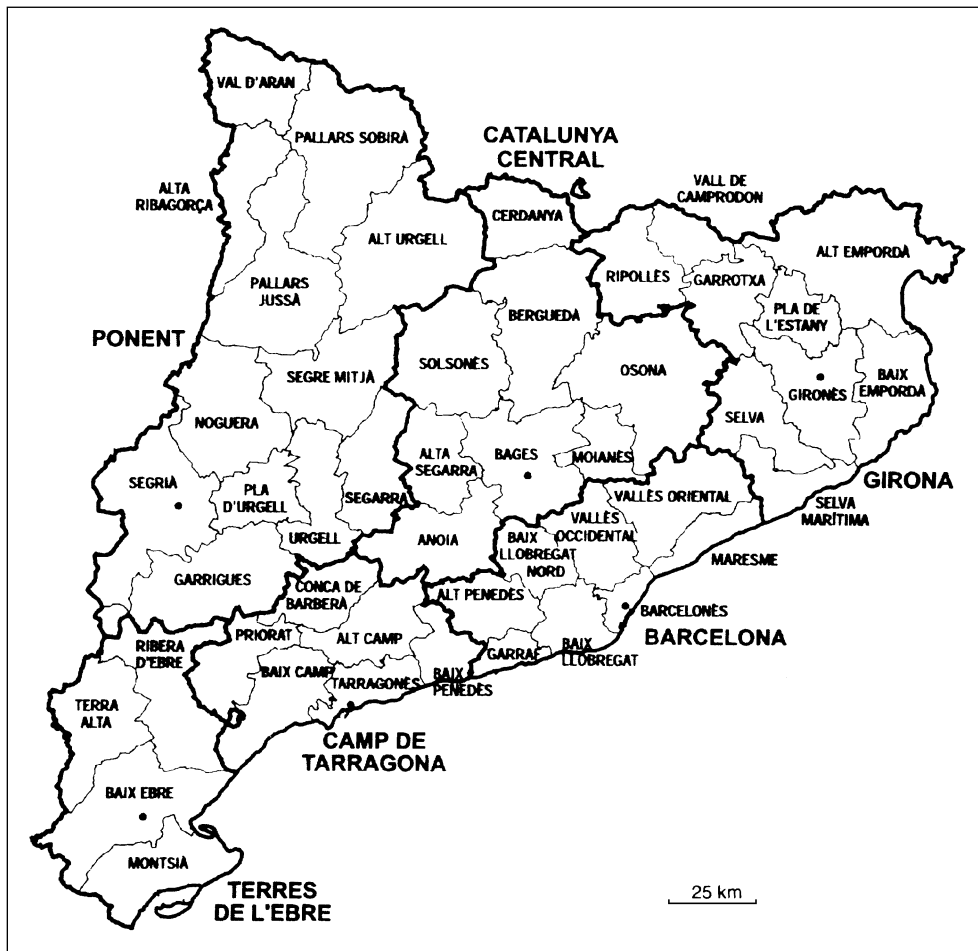 VAL D'ARAN
PALLARS SOBIRÀ
CATALUNYA
CENTRAL
ALTA
RIBAGORÇA
VALL DE
CAMPRODON
CERDANYA
ALT URGELL
ALT EMPORDÀ
RIPOLLÈS
GARROTXA
PALLARS
JUSSÀ
PLA DE
L'ESTANY
BERGUEDÀ
PONENT
SOLSONÈS
OSONA
SEGRE MITJÀ
BAIX
EMPORDÀ
GIRONÈS
NOGUERA
SELVA
ALTA
SEGARRA
BAGES
MOIANÈS
SEGRIÀ
PLA
D'URGELL
SEGARRA
VALLÈS ORIENTAL
GIRONA
SELVA
MARÍTIMA
URGELL
ANOIA
BAIX
LLOBREGAT
NORD
VALLÈS
OCCIDENTAL
MARESME
GARRIGUES
CONCA DE
BARBERÀ
ALT PENEDÈS
BARCELONÈS
BARCELONA
PRIORAT
ALT CAMP
RIBERA
D'EBRE
GARRAF
BAIX
LLOBREGAT
BAIX CAMP
TARRAGONÈS
BAIX
PENEDÈS
TERRA
ALTA
CAMP DE
TARRAGONA
BAIX EBRE
MONTSIÀ
TERRES
DE L'EBRE
25 km